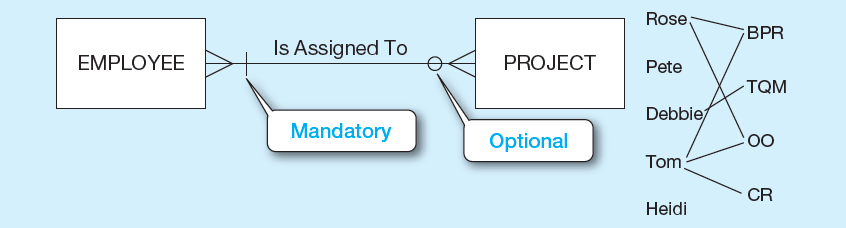 EMPLOYEE
Is Assigned To
PROJECT
Mandatory
Optional
Rose
Pete
Debbie
Tom
Heidi
BPR
TQM
OO
CR